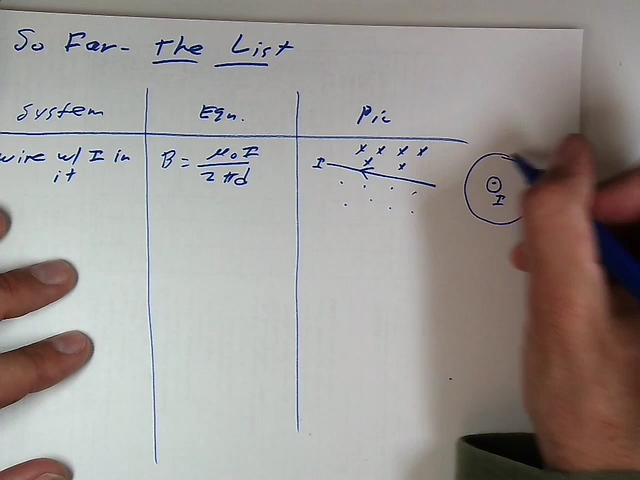 So Far- The List
System Eqn. Pic
wire w/ I in it B = μ₀I / 2πd I
I